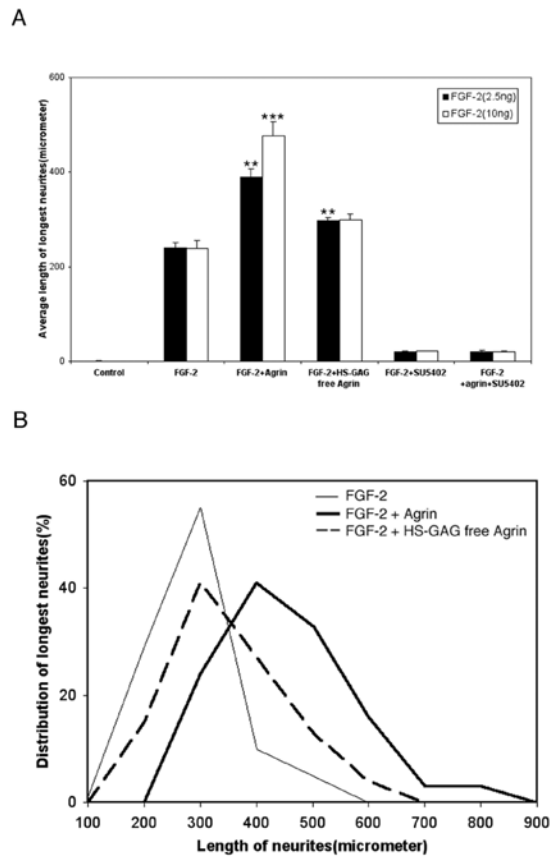 A
600
400
200
0
Average length of longest neurites(micrometer)
FGF-2(2.5ng)
FGF-2(10ng)
** *** **
Control FGF-2 FGF-2+Agrin FGF-2+HS-GAG FGF-2+SU5402 FGF-2
free Agrin +agrin+SU5402
B
60
40
20
0
Distribution of longest neurites(%)
FGF-2
FGF-2 + Agrin
FGF-2 + HS-GAG free Agrin
100 200 300 400 500 600 700 800 900
Length of neurites(micrometer)